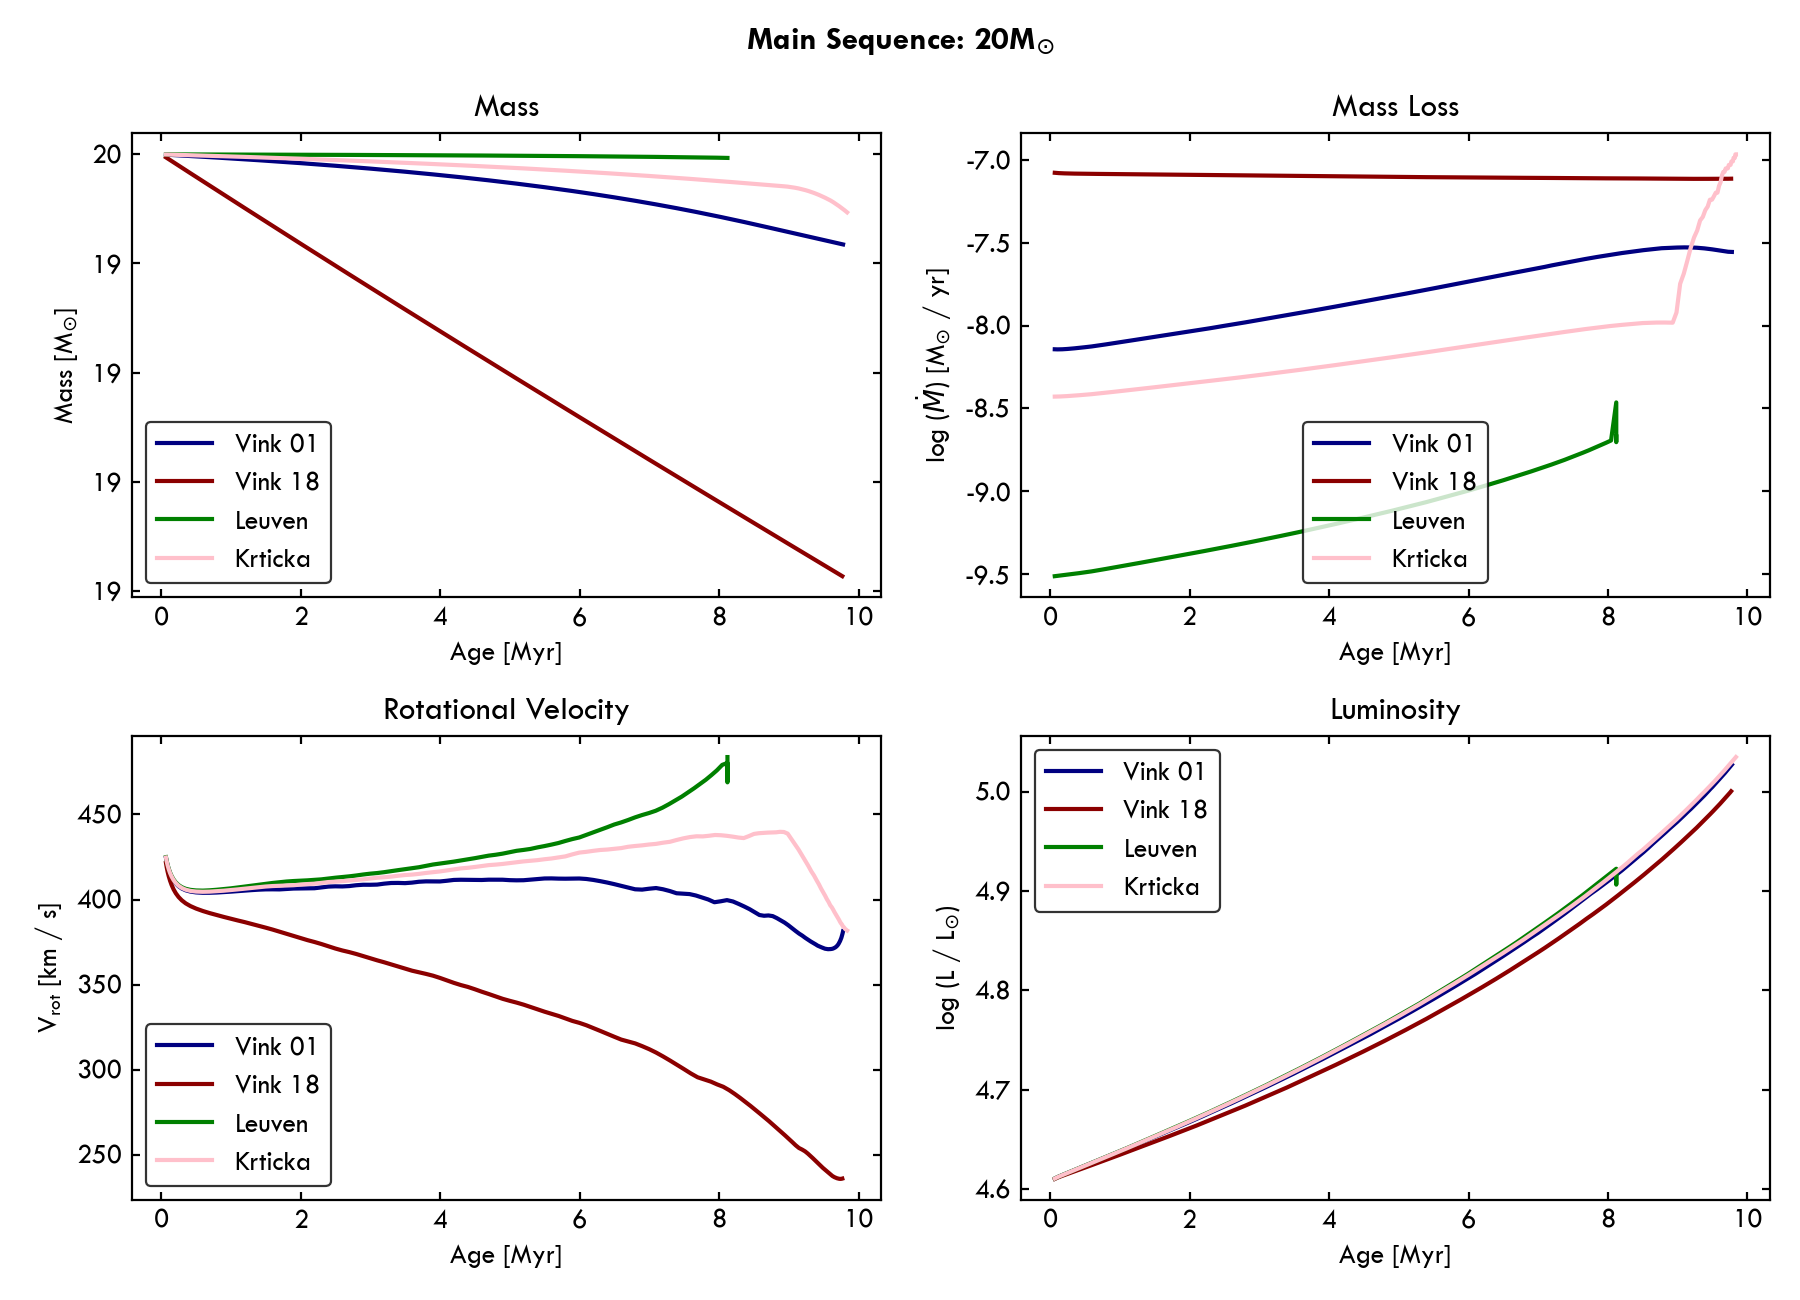 Main Sequence: 20M⊙
Mass
20
19
19
19
19
Mass [M⊙]
0 2 4 6 8 10
Age [Myr]
Vink 01
Vink 18
Leuven
Krticka
Mass Loss
-7.0
-7.5
-8.0
-8.5
-9.0
-9.5
log (Ṁ) [M⊙ / yr]
0 2 4 6 8 10
Age [Myr]
Vink 01
Vink 18
Leuven
Krticka
Rotational Velocity
450
400
350
300
250
Vrot [km / s]
0 2 4 6 8 10
Age [Myr]
Vink 01
Vink 18
Leuven
Krticka
Luminosity
5.0
4.9
4.8
4.7
4.6
log (L / L⊙)
0 2 4 6 8 10
Age [Myr]
Vink 01
Vink 18
Leuven
Krticka